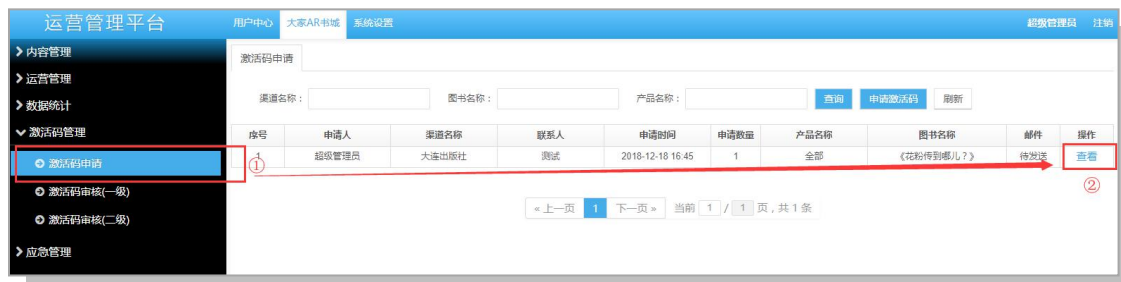 运营管理平台 用户中心 大家AR书城 系统设置 超级管理员 注销
内容管理
运营管理
数据统计
激活码管理
激活码申请
激活码审核(一级)
激活码审核(二级)
应急管理
激活码申请
渠道名称： 图书名称： 产品名称： 查询 申请激活码 刷新
序号 申请人 渠道名称 联系人 申请时间 申请数量 产品名称 图书名称 邮件 操作
1 超级管理员 大连出版社 测试 2018-12-18 16:45 1 全部 《花粉传到哪儿？》 待发送 查看
① ②
«上一页 1 下一页» 当前 1 / 1 页，共1条